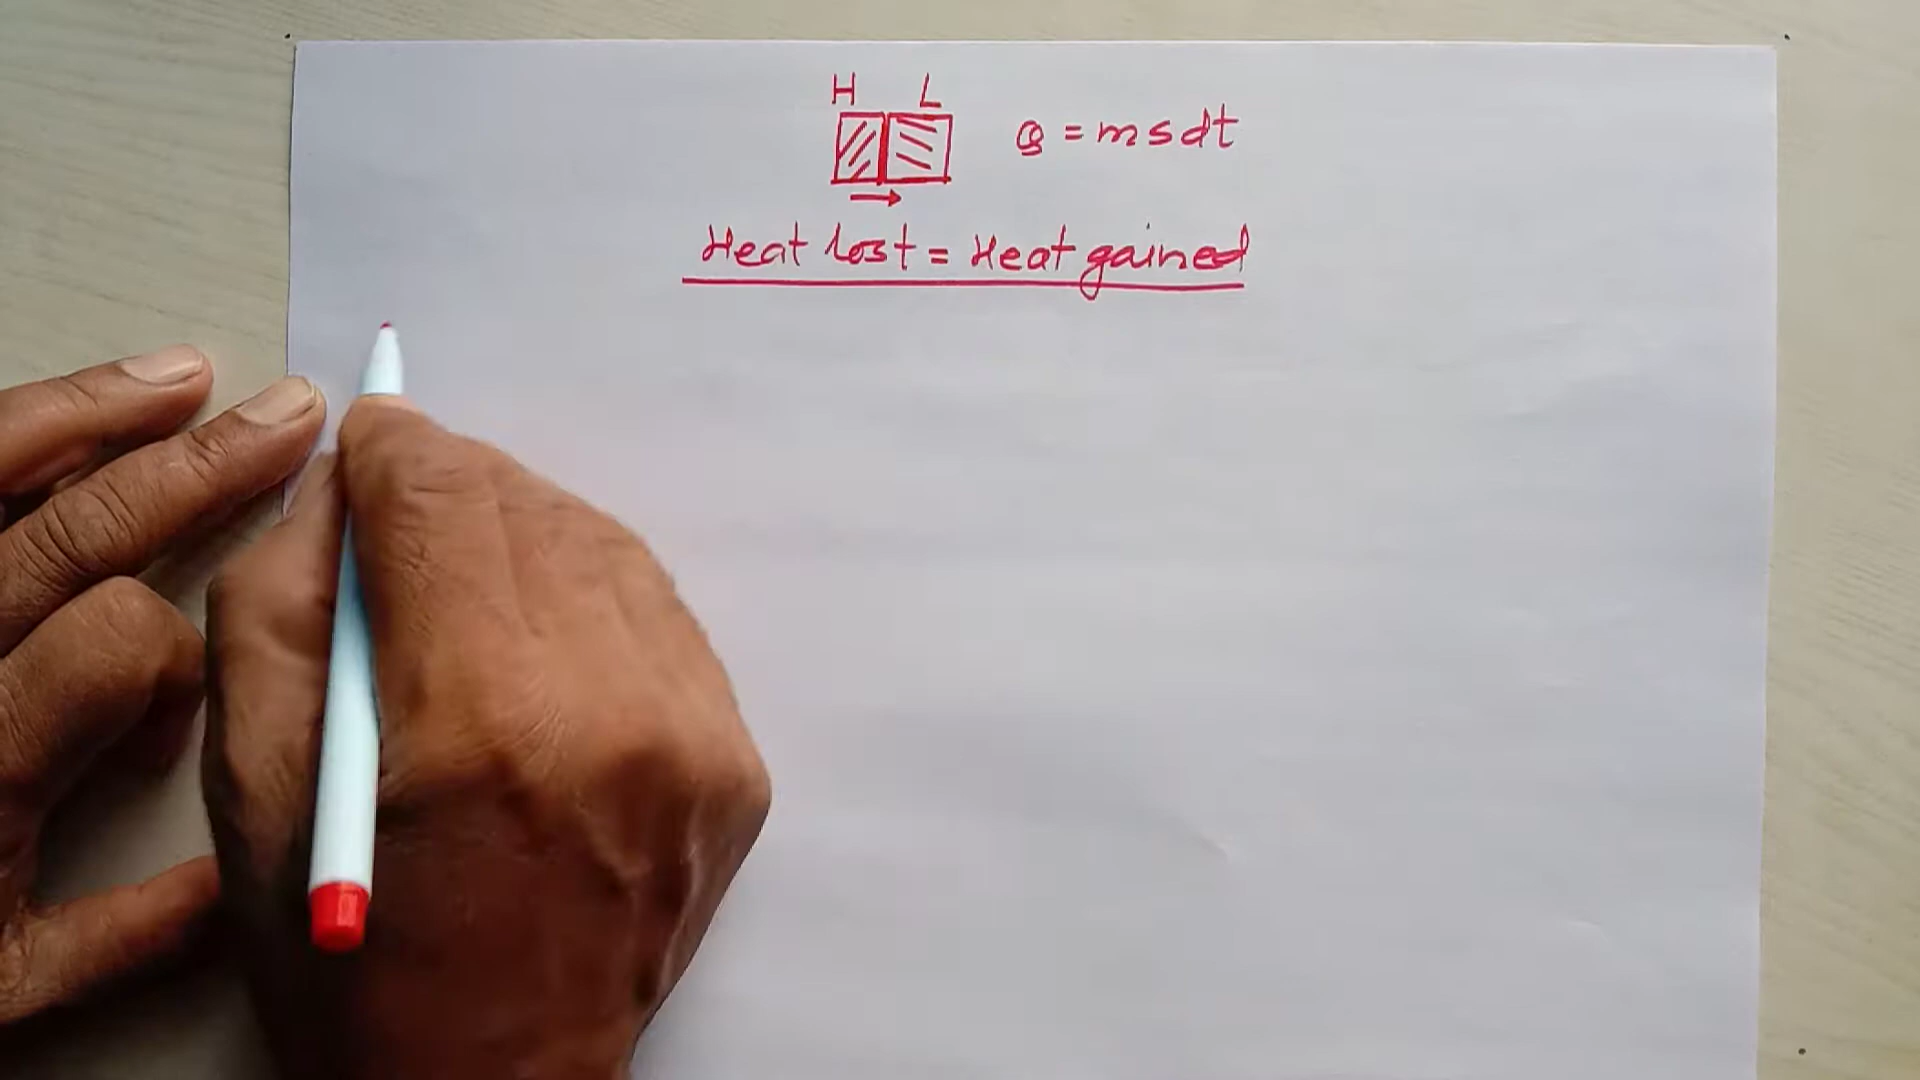 H L
Q = msdt
Heat lost = Heat gained